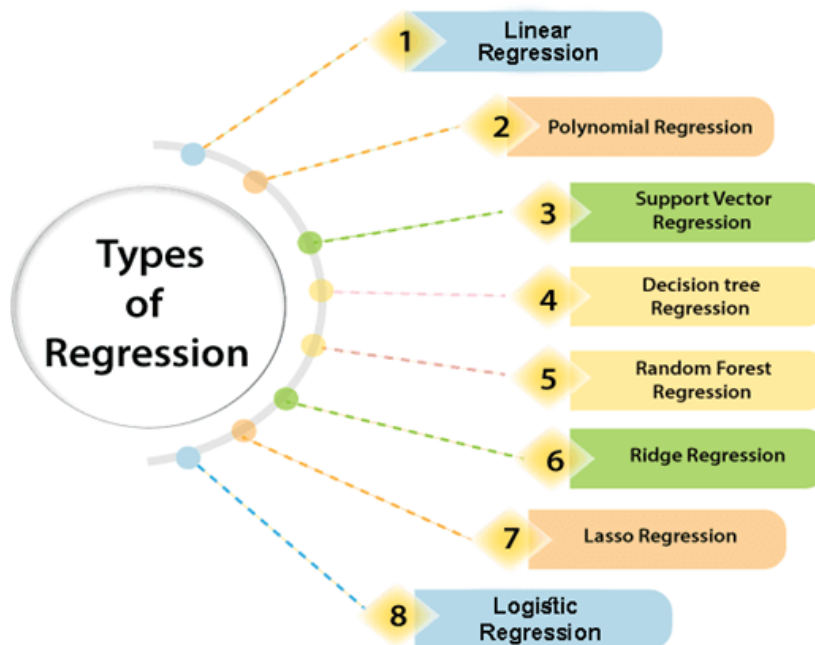 Types
of
Regression
1
Linear
Regression
2
Polynomial Regression
3
Support Vector
Regression
4
Decision tree
Regression
5
Random Forest
Regression
6
Ridge Regression
7
Lasso Regression
8
Logistic
Regression